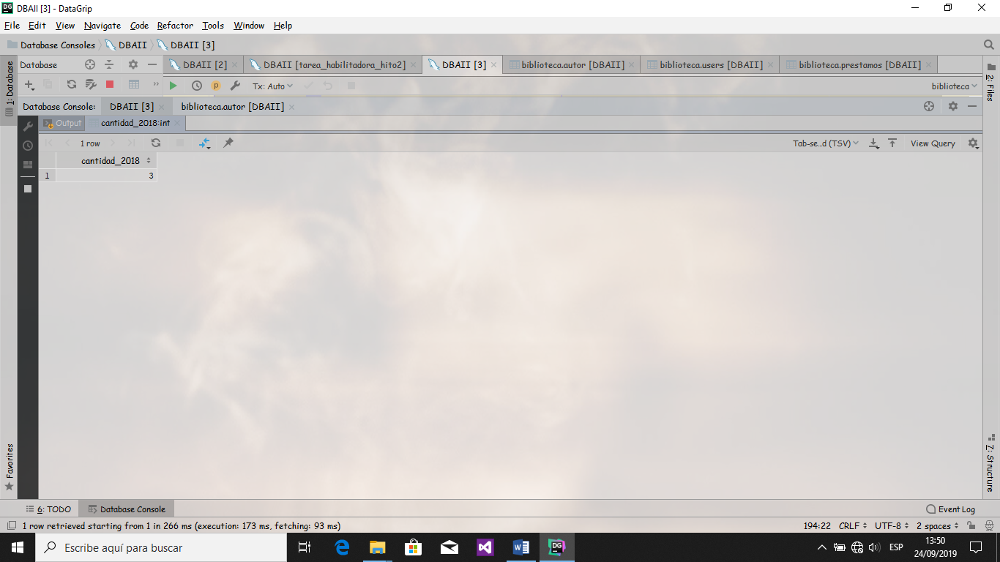 DBAII [3] - DataGrip
File Edit View Navigate Code Refactor Tools Window Help
Database Consoles DBAII DBAII [3]
1: Database
Database
DBAII [2] DBAII [tarea_habilitadora_hito2] DBAII [3] biblioteca.autor [DBAII] biblioteca.users [DBAII] biblioteca.prestamos [DBAII]
2: Files
Tx: Auto biblioteca
Database Console: DBAII [3] biblioteca.autor [DBAII]
Output cantidad_2018:int
1 row Tab-se..d (TSV) View Query
cantidad_2018
1 3
Favorites
7: Structure
6: TODO Database Console Event Log
1 row retrieved starting from 1 in 266 ms (execution: 173 ms, fetching: 93 ms) 194:22 CRLF UTF-8 2 spaces
Escribe aquí para buscar ESP 13:50
24/09/2019